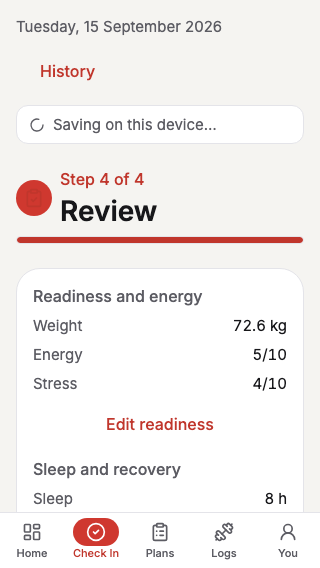 Tuesday, 15 September 2026
History
Saving on this device...
Step 4 of 4
Review
Readiness and energy
Weight 72.6 kg
Energy 5/10
Stress 4/10
Edit readiness
Sleep and recovery
Sleep 8 h
Home Check In Plans Logs You